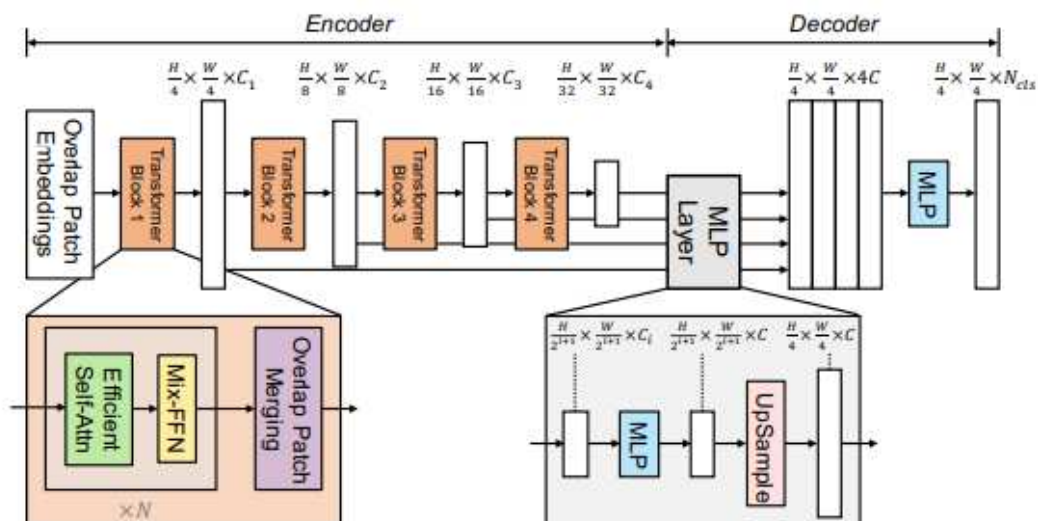 Encoder
Decoder
H/4 × W/4 × C₁
H/8 × W/8 × C₂
H/16 × W/16 × C₃
H/32 × W/32 × C₄
H/4 × W/4 × 4C
H/4 × W/4 × N_cls
Overlap Patch
Embeddings
Transformer
Block 1
Transformer
Block 2
Transformer
Block 3
Transformer
Block 4
MLP
Layer
MLP
Efficient
Self-Attn
Mix-FFN
Overlap Patch
Merging
×N
H/2^{i+1} × W/2^{i+1} × C_i
H/2^{i+1} × W/2^{i+1} × C
H/4 × W/4 × C
MLP
UpSample